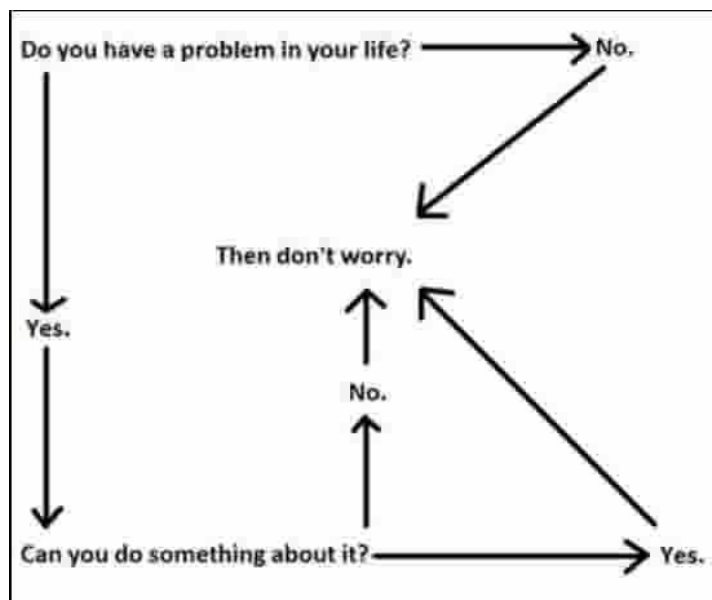 Do you have a problem in your life?
No.
Then don't worry.
Yes.
No.
Can you do something about it?
Yes.